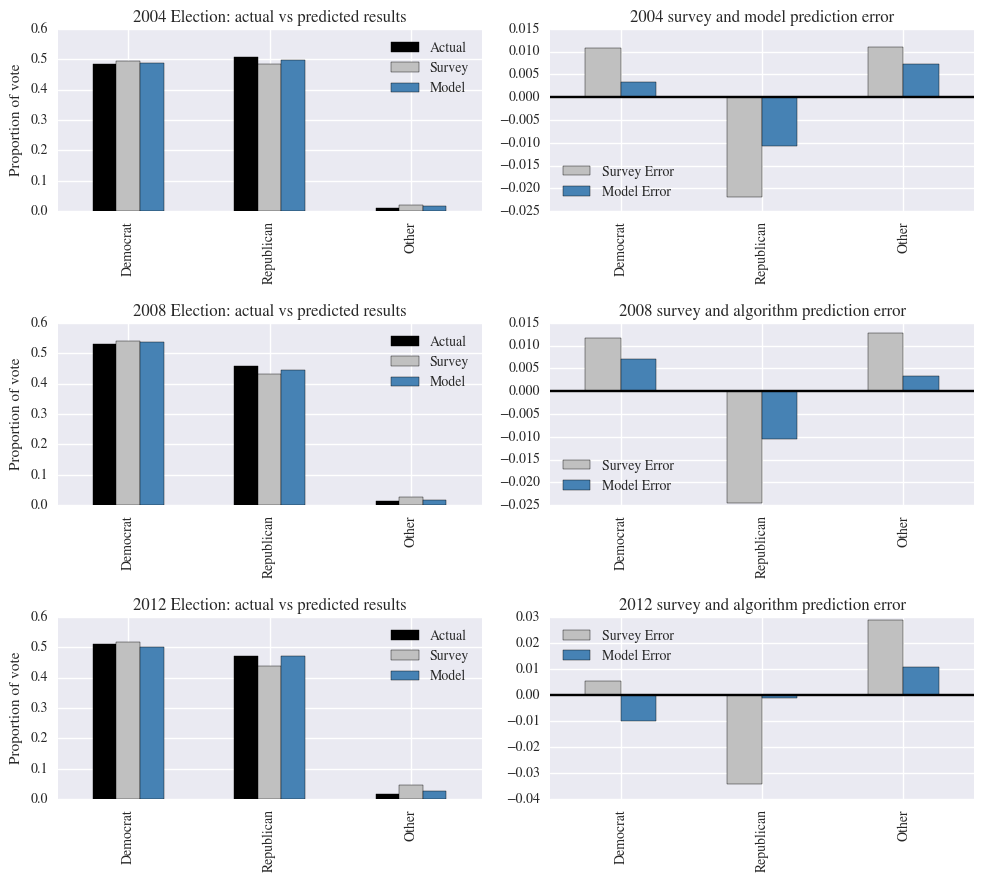 2004 Election: actual vs predicted results
0.6
0.5
0.4
0.3
0.2
0.1
0.0
Proportion of vote
Actual
Survey
Model
Democrat
Republican
Other
2004 survey and model prediction error
0.015
0.010
0.005
0.000
−0.005
−0.010
−0.015
−0.020
−0.025
Survey Error
Model Error
Democrat
Republican
Other
2008 Election: actual vs predicted results
0.6
0.5
0.4
0.3
0.2
0.1
0.0
Proportion of vote
Actual
Survey
Model
Democrat
Republican
Other
2008 survey and algorithm prediction error
0.015
0.010
0.005
0.000
−0.005
−0.010
−0.015
−0.020
−0.025
Survey Error
Model Error
Democrat
Republican
Other
2012 Election: actual vs predicted results
0.6
0.5
0.4
0.3
0.2
0.1
0.0
Proportion of vote
Actual
Survey
Model
Democrat
Republican
Other
2012 survey and algorithm prediction error
0.03
0.02
0.01
0.00
−0.01
−0.02
−0.03
−0.04
Survey Error
Model Error
Democrat
Republican
Other